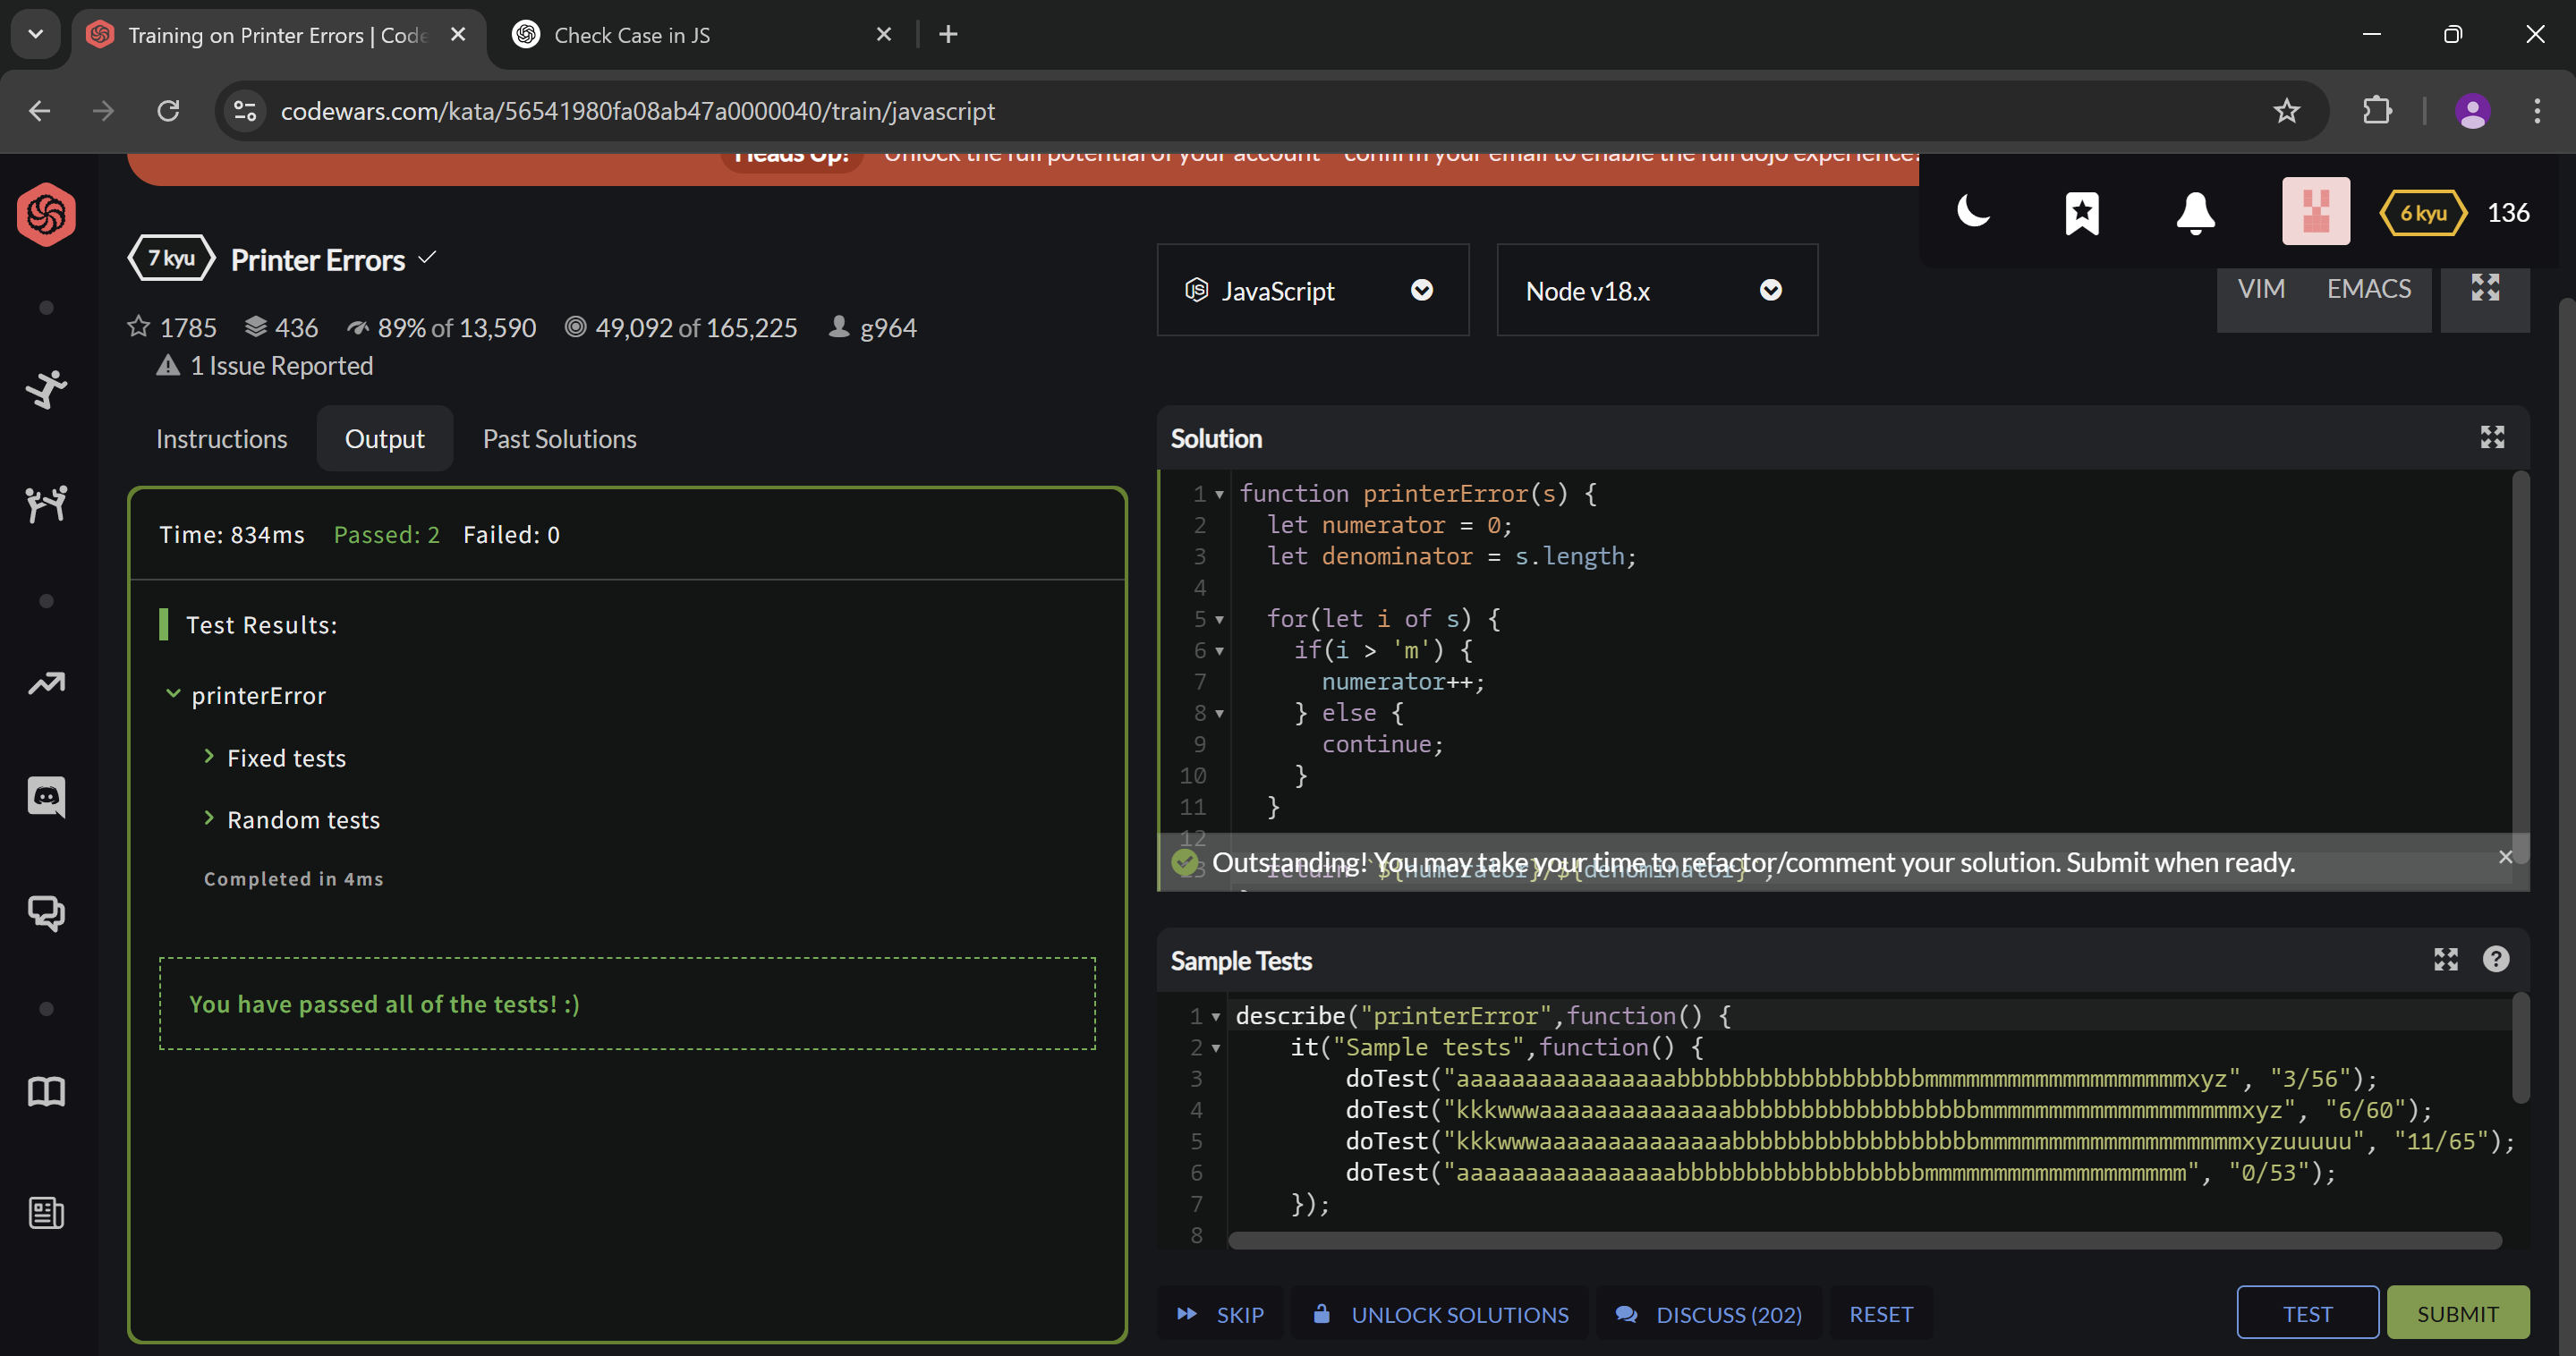 Training on Printer Errors | Code
Check Case in JS
codewars.com/kata/56541980fa08ab47a0000040/train/javascript
Heads Up! Unlock the full potential of your account confirm your email to enable the full dojo experience.
6 kyu 136
7 kyu Printer Errors
1785 436 89% of 13,590 49,092 of 165,225 g964
1 Issue Reported
JavaScript
Node v18.x
VIM EMACS
Instructions Output Past Solutions
Time: 834ms Passed: 2 Failed: 0
Test Results:
printerError
Fixed tests
Random tests
Completed in 4ms
You have passed all of the tests! :)
Solution
1 function printerError(s) {
2 let numerator = 0;
3 let denominator = s.length;
4
5 for(let i of s) {
6 if(i > 'm') {
7 numerator++;
8 } else {
9 continue;
10 }
11 }
12
13 return `${numerator}/${denominator}`;
Outstanding! You may take your time to refactor/comment your solution. Submit when ready.
Sample Tests
1 describe("printerError",function() {
2 it("Sample tests",function() {
3 doTest("aaaaaaaaaaaaaaaabbbbbbbbbbbbbbbbbbmmmmmmmmmmmmmmmmmmmxyz", "3/56");
4 doTest("kkkwwwaaaaaaaaaaaaaabbbbbbbbbbbbbbbbbbmmmmmmmmmmmmmmmmmmmxyz", "6/60");
5 doTest("kkkwwwaaaaaaaaaaaaaabbbbbbbbbbbbbbbbbbmmmmmmmmmmmmmmmmmmmxyzuuuuu", "11/65");
6 doTest("aaaaaaaaaaaaaaaabbbbbbbbbbbbbbbbbbmmmmmmmmmmmmmmmmmmm", "0/53");
7 });
8
SKIP UNLOCK SOLUTIONS DISCUSS (202) RESET TEST SUBMIT